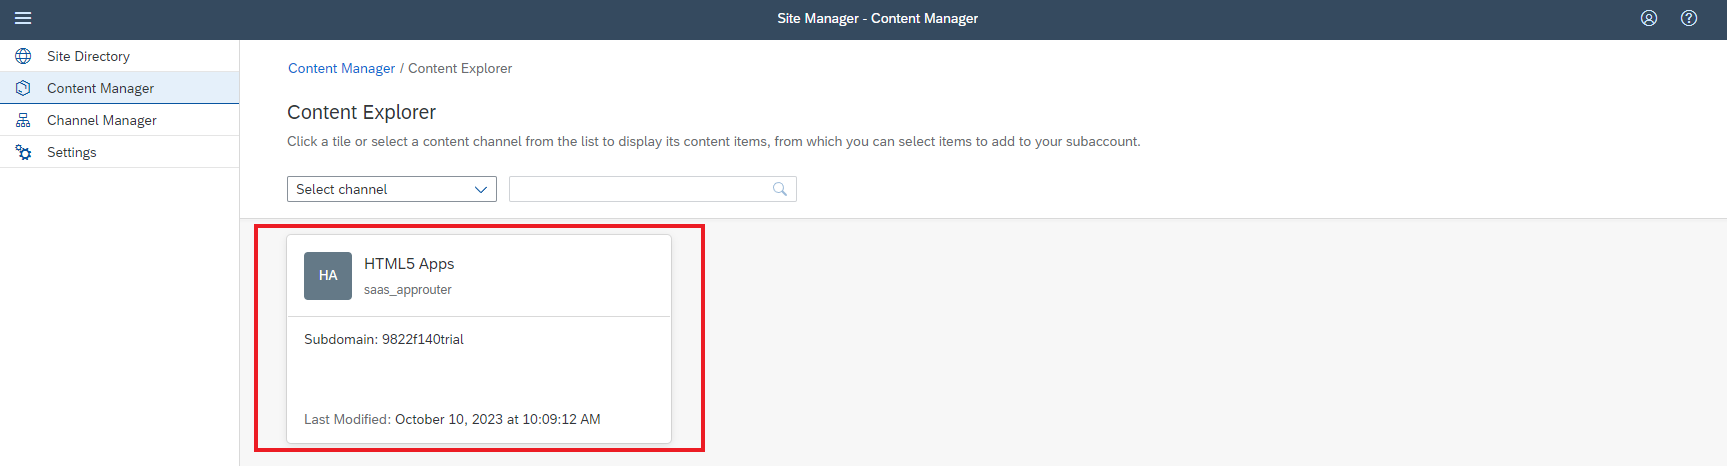 Site Manager - Content Manager
Site Directory
Content Manager
Channel Manager
Settings
Content Manager / Content Explorer
Content Explorer
Click a tile or select a content channel from the list to display its content items, from which you can select items to add to your subaccount.
Select channel
HA
HTML5 Apps
saas_approuter
Subdomain: 9822f140trial
Last Modified: October 10, 2023 at 10:09:12 AM